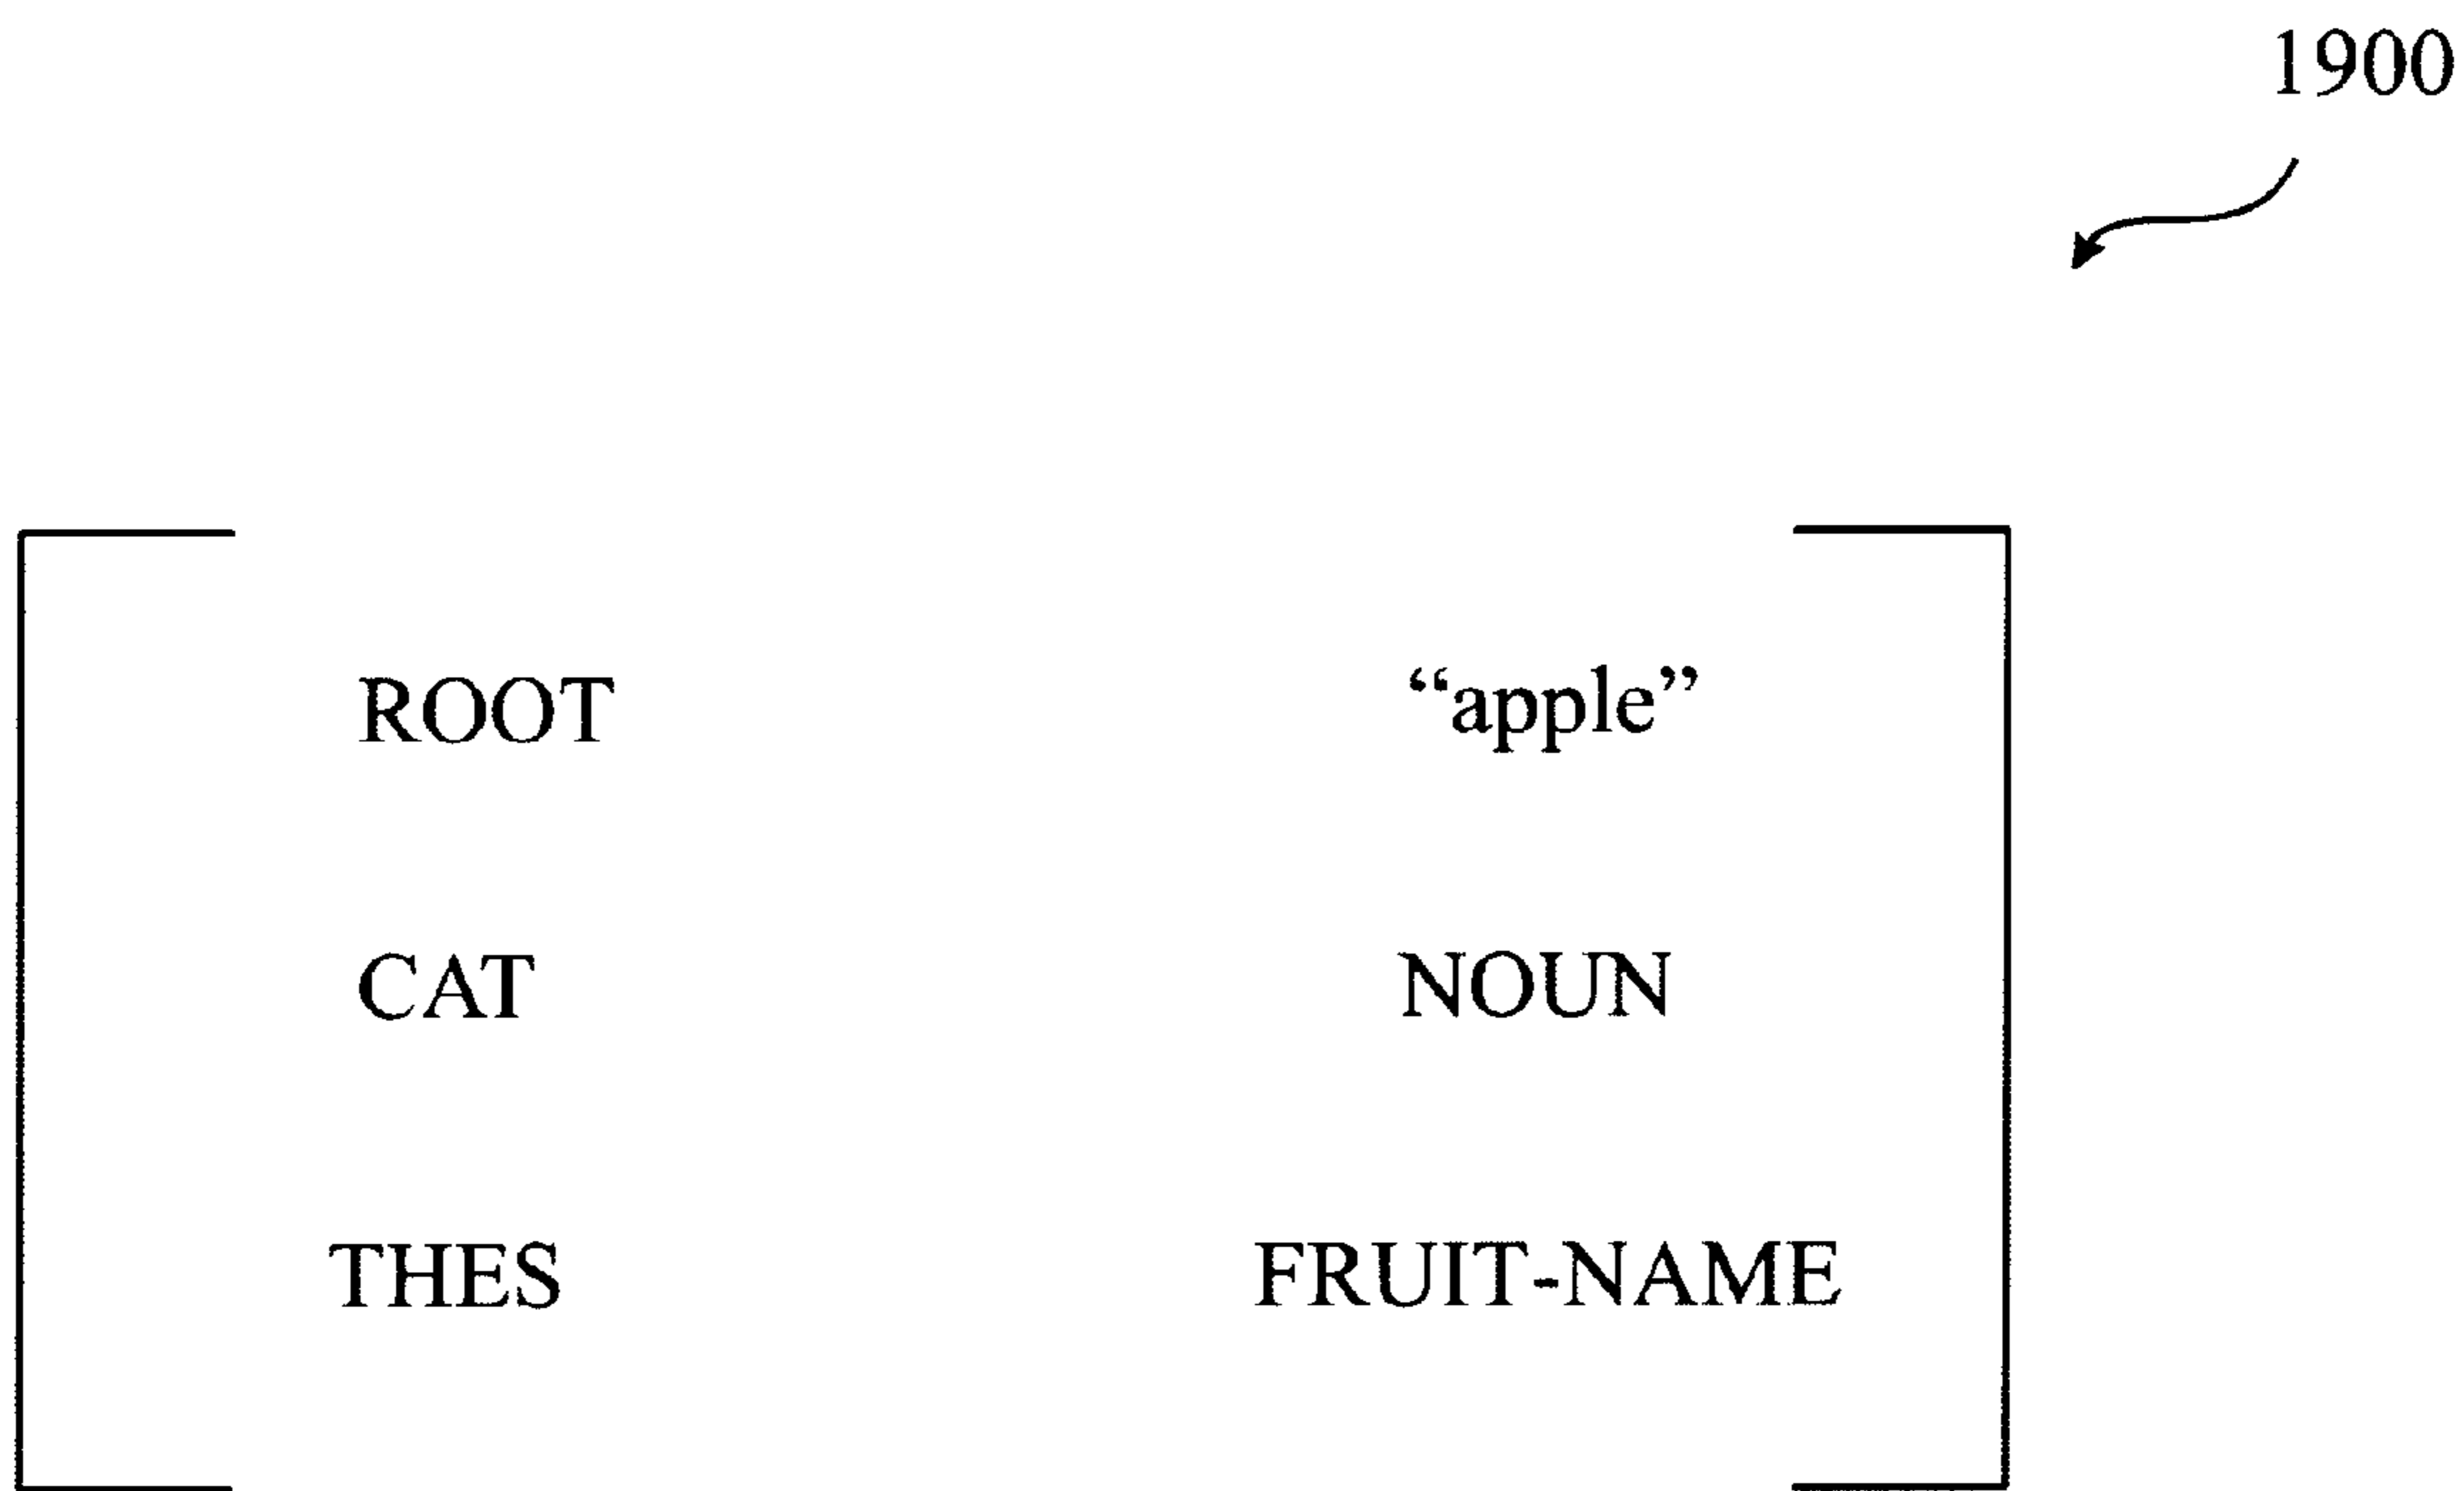 1900
ROOT “apple”
CAT NOUN
THES FRUIT-NAME